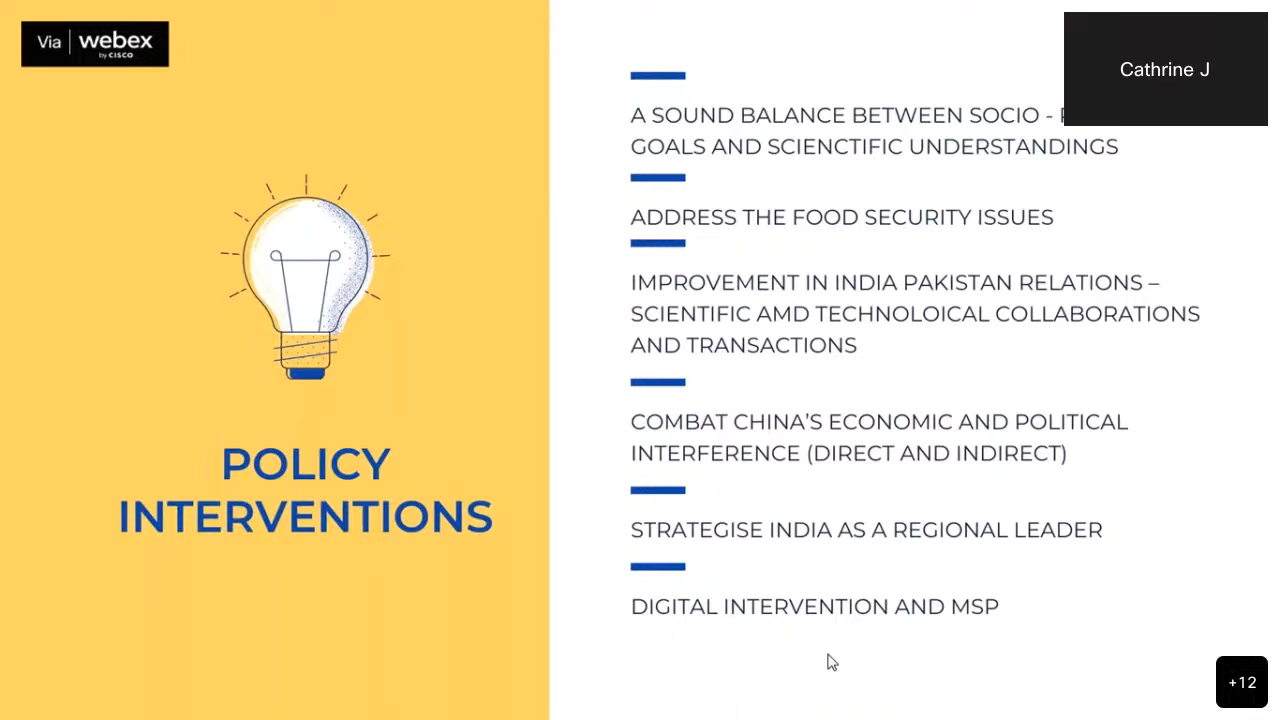 Via | webex
by CISCO
Cathrine J
A SOUND BALANCE BETWEEN SOCIO -
GOALS AND SCIENCTIFIC UNDERSTANDINGS
ADDRESS THE FOOD SECURITY ISSUES
IMPROVEMENT IN INDIA PAKISTAN RELATIONS –
SCIENTIFIC AMD TECHNOLOICAL COLLABORATIONS
AND TRANSACTIONS
COMBAT CHINA'S ECONOMIC AND POLITICAL
INTERFERENCE (DIRECT AND INDIRECT)
STRATEGISE INDIA AS A REGIONAL LEADER
DIGITAL INTERVENTION AND MSP
POLICY
INTERVENTIONS
+12